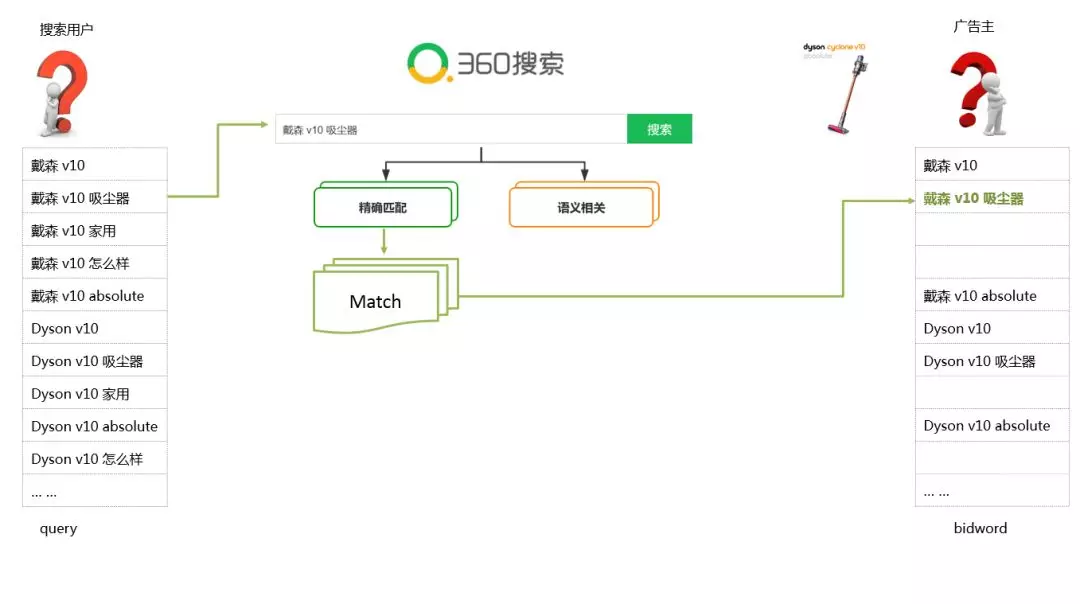 搜索用户
广告主
dyson cyclone v10
absolute
360搜索
戴森 v10 吸尘器
搜索
精确匹配
语义相关
Match
戴森 v10
戴森 v10 吸尘器
戴森 v10 家用
戴森 v10 怎么样
戴森 v10 absolute
Dyson v10
Dyson v10 吸尘器
Dyson v10 家用
Dyson v10 absolute
Dyson v10 怎么样
... ...
query
戴森 v10
戴森 v10 吸尘器
戴森 v10 absolute
Dyson v10
Dyson v10 吸尘器
Dyson v10 absolute
... ...
bidword